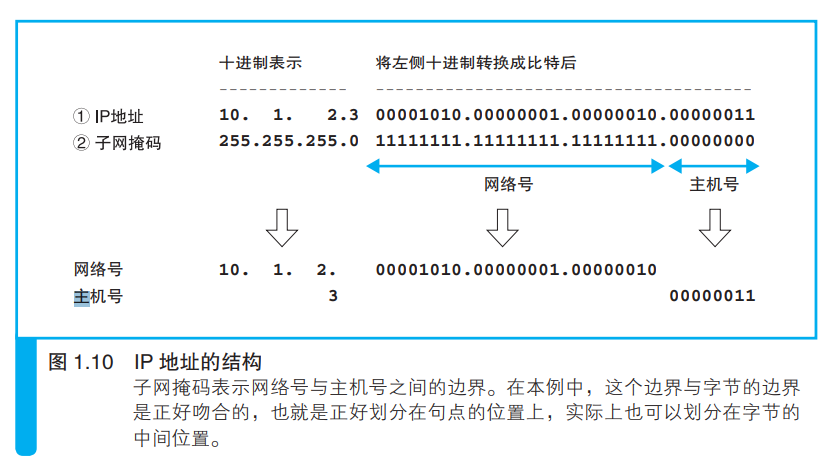 十进制表示 将左侧十进制转换成比特后
① IP地址 10. 1. 2.3 00001010.00000001.00000010.00000011
② 子网掩码 255.255.255.0 11111111.11111111.11111111.00000000
网络号 主机号
网络号 10. 1. 2. 00001010.00000001.00000010
主机号 3 00000011
图 1.10 IP 地址的结构
子网掩码表示网络号与主机号之间的边界。在本例中，这个边界与字节的边界
是正好吻合的，也就是正好划分在句点的位置上，实际上也可以划分在字节的
中间位置。